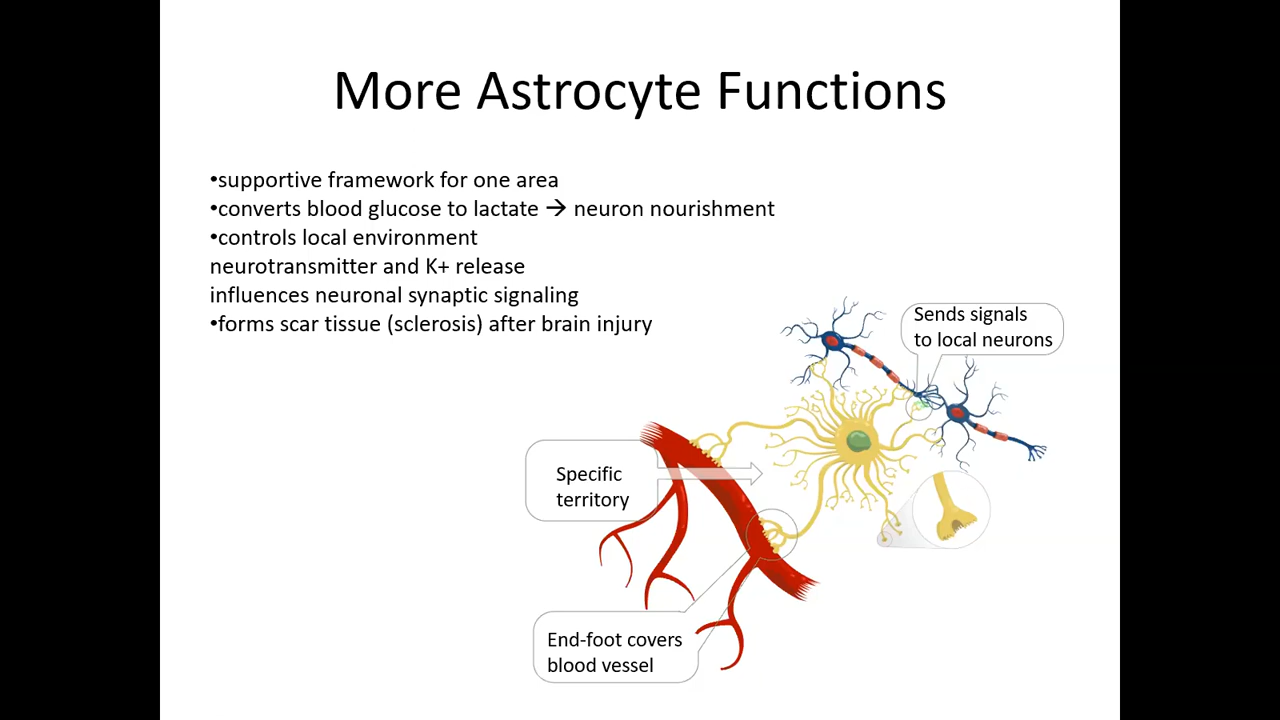 More Astrocyte Functions
•supportive framework for one area
•converts blood glucose to lactate → neuron nourishment
•controls local environment
neurotransmitter and K+ release
influences neuronal synaptic signaling
•forms scar tissue (sclerosis) after brain injury
Sends signals
to local neurons
Specific
territory
End-foot covers
blood vessel